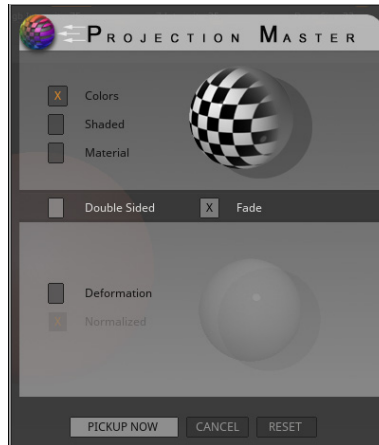 PROJECTION MASTER
X Colors
Shaded
Material
Double Sided X Fade
Deformation
X Normalized
PICKUP NOW CANCEL RESET